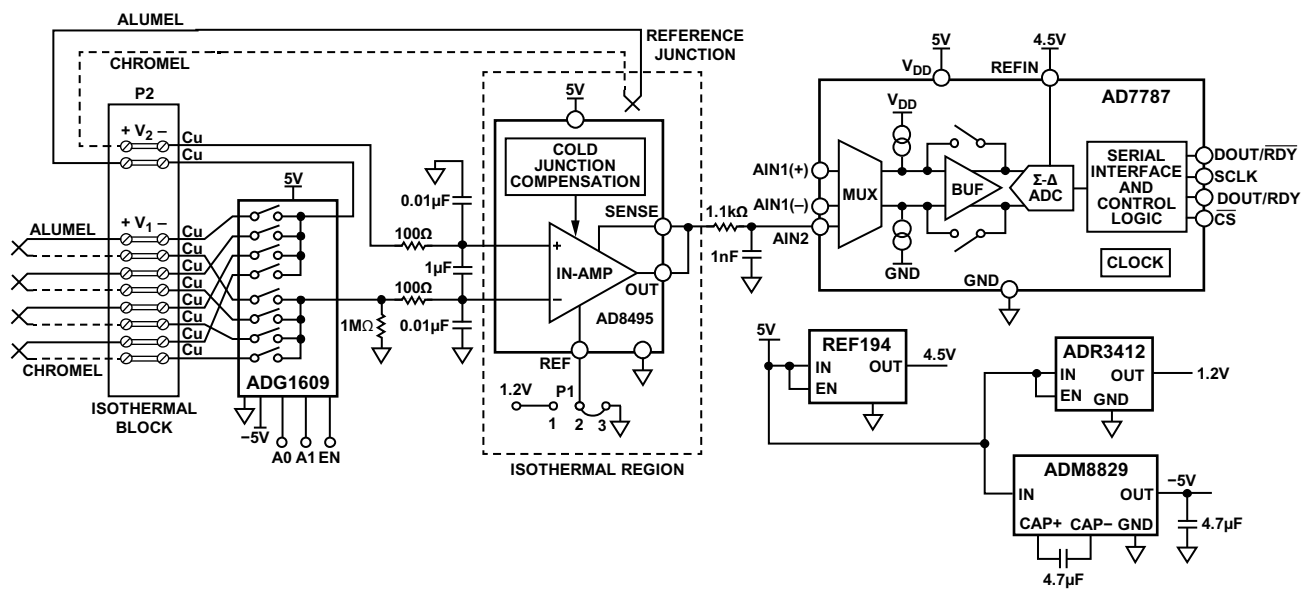 ALUMEL
CHROMEL
REFERENCE
JUNCTION
P2
+ V2 −
Cu
Cu
+ V1 −
ALUMEL
Cu
Cu
Cu
Cu
Cu
Cu
Cu
Cu
CHROMEL
ISOTHERMAL
BLOCK
5V
ADG1609
−5V
A0 A1 EN
0.01µF
100Ω
1µF
100Ω
0.01µF
1MΩ
5V
COLD
JUNCTION
COMPENSATION
SENSE
+
IN-AMP
−
OUT
AD8495
REF
1.2V
P1
1
2
3
ISOTHERMAL REGION
1.1kΩ
1nF
5V
VDD
4.5V
REFIN
AD7787
VDD
AIN1(+)
AIN1(−)
AIN2
MUX
BUF
Σ-Δ
ADC
GND
SERIAL
INTERFACE
AND
CONTROL
LOGIC
DOUT/RDY
SCLK
DOUT/RDY
CS
CLOCK
GND
5V
REF194
IN
EN
OUT
4.5V
ADR3412
IN
EN
OUT
GND
1.2V
ADM8829
IN
OUT
CAP+ CAP− GND
−5V
4.7µF
4.7µF